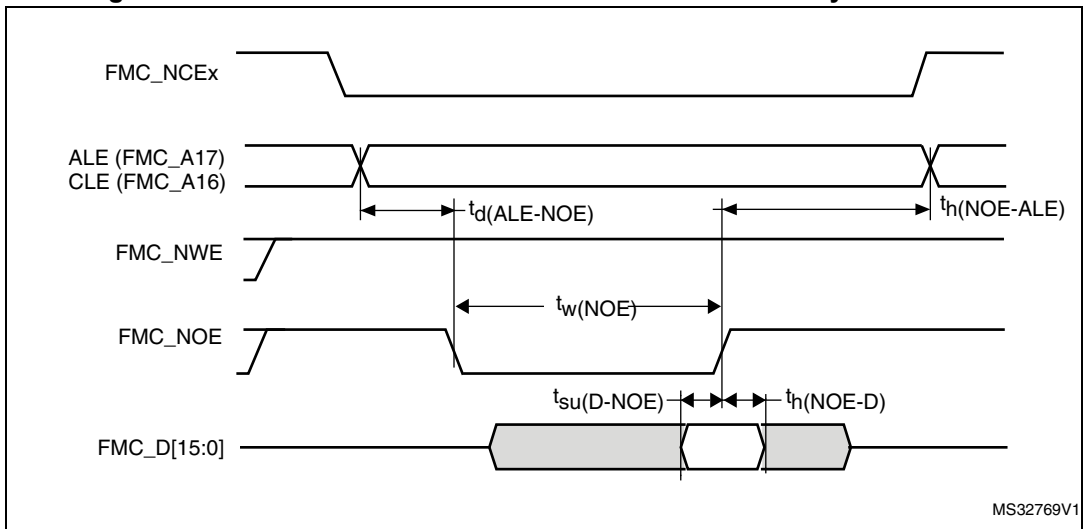 FMC_NCEx
ALE (FMC_A17)
CLE (FMC_A16)
td(ALE-NOE)
th(NOE-ALE)
FMC_NWE
tw(NOE)
FMC_NOE
tsu(D-NOE)
th(NOE-D)
FMC_D[15:0]
MS32769V1